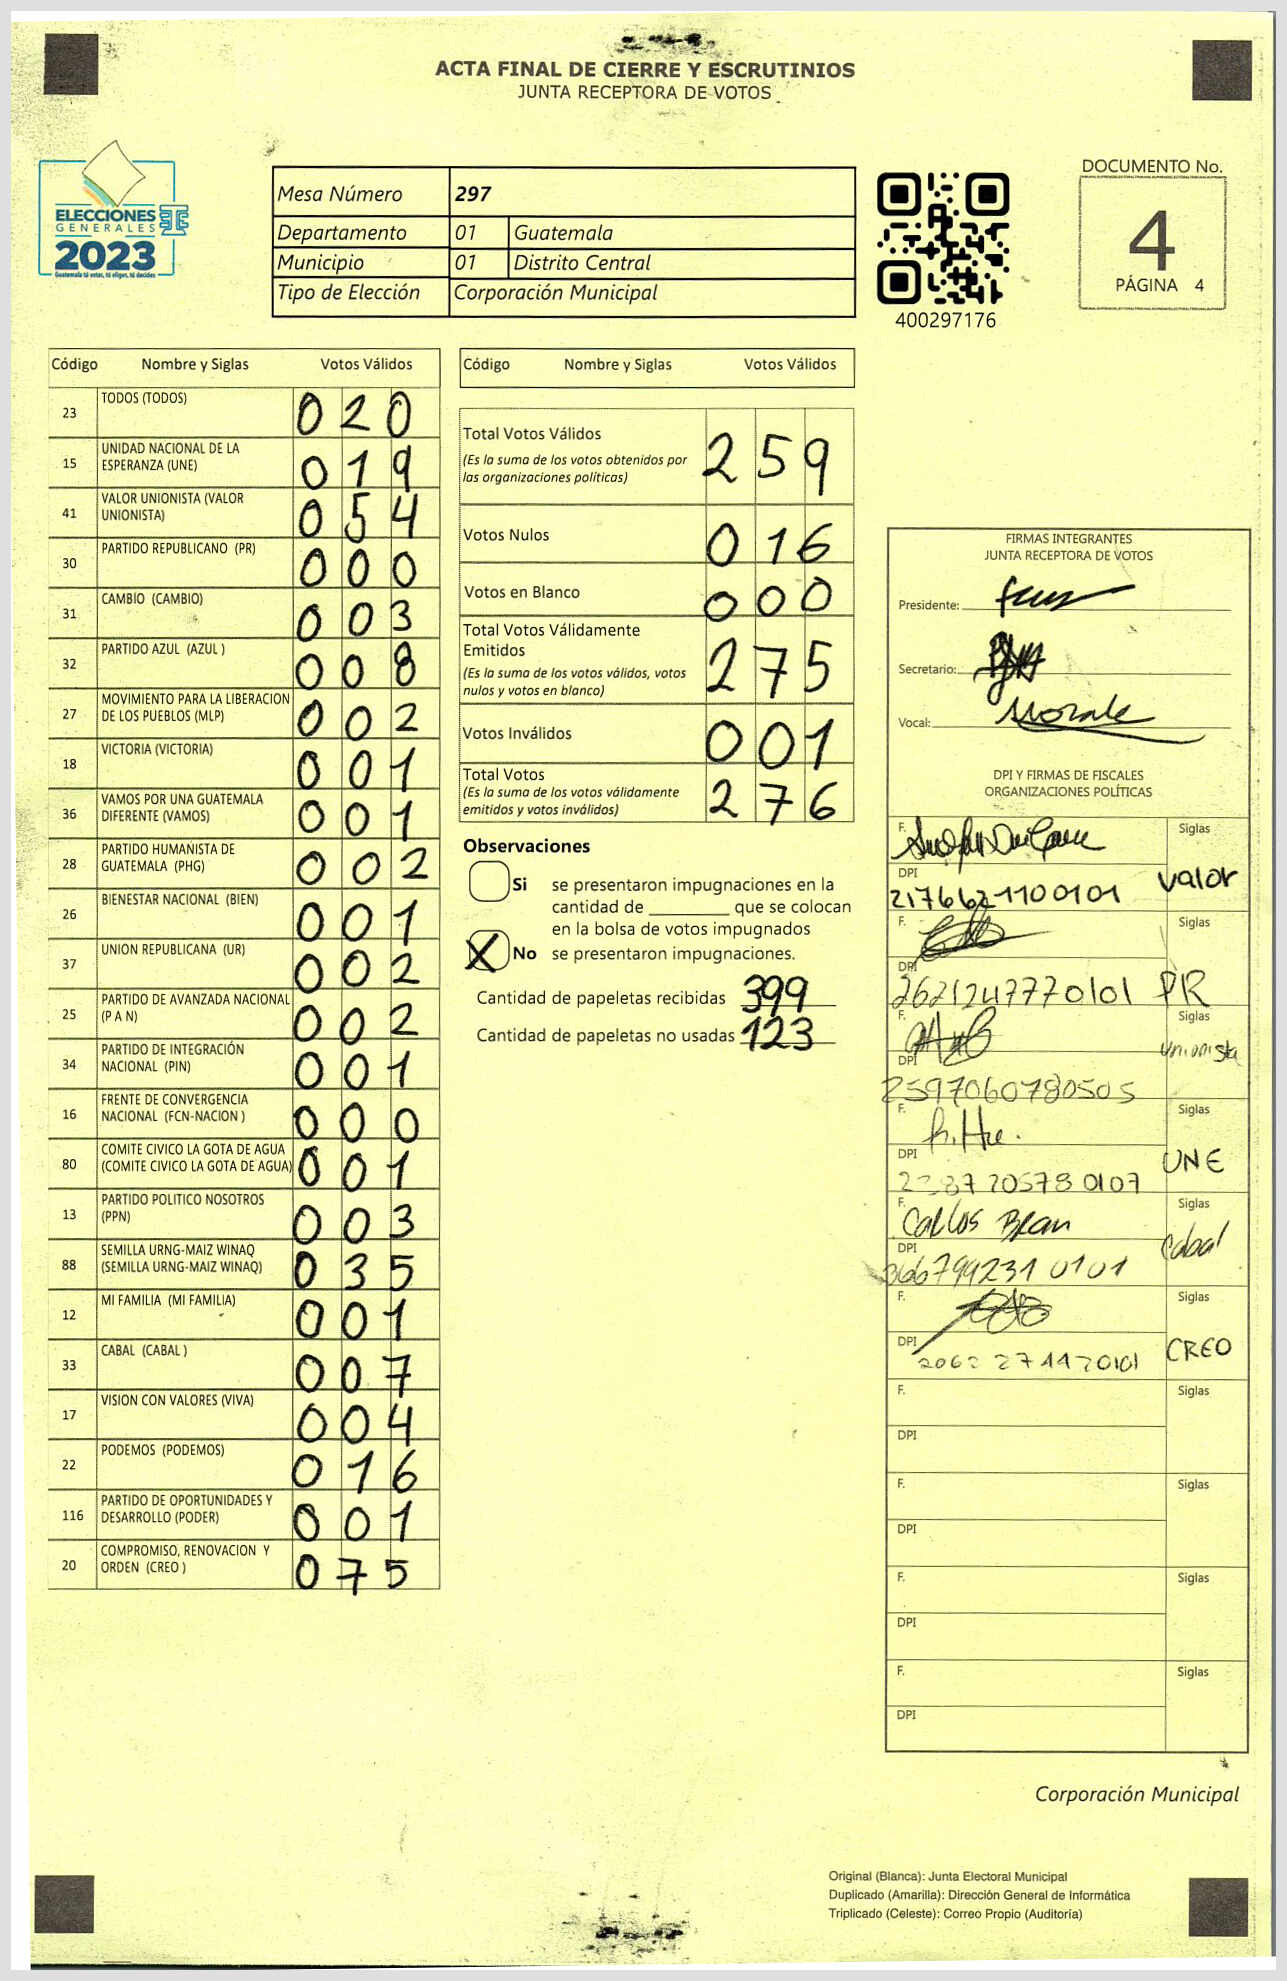 ACTA FINAL DE CIERRE Y ESCRUTINIOS
JUNTA RECEPTORA DE VOTOS
ELECCIONES
GENERALES
2023
Guatemala tú votas, tú eliges, tú decides
Mesa Número 297
Departamento 01 Guatemala
Municipio 01 Distrito Central
Tipo de Elección Corporación Municipal
400297176
DOCUMENTO No.
4
PÁGINA 4
Código Nombre y Siglas Votos Válidos
23 TODOS (TODOS) 020
15 UNIDAD NACIONAL DE LA
ESPERANZA (UNE) 019
41 VALOR UNIONISTA (VALOR
UNIONISTA) 054
30 PARTIDO REPUBLICANO (PR) 000
31 CAMBIO (CAMBIO) 003
32 PARTIDO AZUL (AZUL ) 008
27 MOVIMIENTO PARA LA LIBERACION
DE LOS PUEBLOS (MLP) 002
18 VICTORIA (VICTORIA) 001
36 VAMOS POR UNA GUATEMALA
DIFERENTE (VAMOS) 001
28 PARTIDO HUMANISTA DE
GUATEMALA (PHG) 002
26 BIENESTAR NACIONAL (BIEN) 001
37 UNION REPUBLICANA (UR) 002
25 PARTIDO DE AVANZADA NACIONAL
(P A N) 002
34 PARTIDO DE INTEGRACIÓN
NACIONAL (PIN) 001
16 FRENTE DE CONVERGENCIA
NACIONAL (FCN-NACION ) 000
80 COMITE CIVICO LA GOTA DE AGUA
(COMITE CIVICO LA GOTA DE AGUA) 001
13 PARTIDO POLITICO NOSOTROS
(PPN) 003
88 SEMILLA URNG-MAIZ WINAQ
(SEMILLA URNG-MAIZ WINAQ) 035
12 MI FAMILIA (MI FAMILIA) 001
33 CABAL (CABAL ) 007
17 VISION CON VALORES (VIVA) 004
22 PODEMOS (PODEMOS) 016
116 PARTIDO DE OPORTUNIDADES Y
DESARROLLO (PODER) 001
20 COMPROMISO, RENOVACION Y
ORDEN (CREO ) 075
Código Nombre y Siglas Votos Válidos
Total Votos Válidos 259
(Es la suma de los votos obtenidos por
las organizaciones políticas)
Votos Nulos 016
Votos en Blanco 000
Total Votos Válidamente
Emitidos 275
(Es la suma de los votos válidos, votos
nulos y votos en blanco)
Votos Inválidos 001
Total Votos 276
(Es la suma de los votos válidamente
emitidos y votos inválidos)
Observaciones
Si se presentaron impugnaciones en la
cantidad de ________ que se colocan
en la bolsa de votos impugnados
X No se presentaron impugnaciones.
Cantidad de papeletas recibidas 399
Cantidad de papeletas no usadas 123
FIRMAS INTEGRANTES
JUNTA RECEPTORA DE VOTOS
Presidente:
Secretario:
Vocal: Morale
DPI Y FIRMAS DE FISCALES
ORGANIZACIONES POLÍTICAS
F. Siglas
DPI valor
2176621100101
F. Siglas
DPI PR
2621247770101
F. Siglas
DPI Unionista
2597060780505
F. Siglas
DPI UNE
20578 0107
F. Carlos Bran Siglas
DPI Cabal
366799231 0101
F. Siglas
DPI CREO
F. Siglas
DPI
F. Siglas
DPI
F. Siglas
DPI
F. Siglas
DPI
Corporación Municipal
Original (Blanca): Junta Electoral Municipal
Duplicado (Amarilla): Dirección General de Informática
Triplicado (Celeste): Correo Propio (Auditoría)